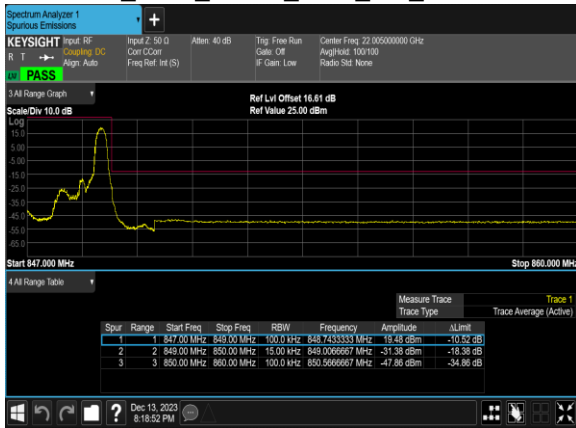 Spectrum Analyzer 1
Spurious Emissions
KEYSIGHT Input: RF Input Z: 50 Ω Atten: 40 dB Trig: Free Run Center Freq: 22.005000000 GHz
R T Coupling: DC Corr CCorr Gate: Off Avg|Hold: 100/100
Align: Auto Freq Ref: Int (S) IF Gain: Low Radio Std: None
PASS
3 All Range Graph
Ref Lvl Offset 16.61 dB
Scale/Div 10.0 dB Ref Value 25.00 dBm
Log
15.0
5.00
-5.00
-15.0
-25.0
-35.0
-45.0
-55.0
-65.0
Start 847.000 MHz Stop 860.000 MHz
4 All Range Table
Measure Trace Trace 1
Trace Type Trace Average (Active)
Spur Range Start Freq Stop Freq RBW Frequency Amplitude ΔLimit
1 1 847.00 MHz 849.00 MHz 100.0 kHz 848.7433333 MHz 19.48 dBm -10.52 dB
2 2 849.00 MHz 850.00 MHz 15.00 kHz 849.0066667 MHz -31.38 dBm -18.38 dB
3 3 850.00 MHz 860.00 MHz 100.0 kHz 850.5666667 MHz -47.86 dBm -34.86 dB
? Dec 13, 2023
8:18:52 PM